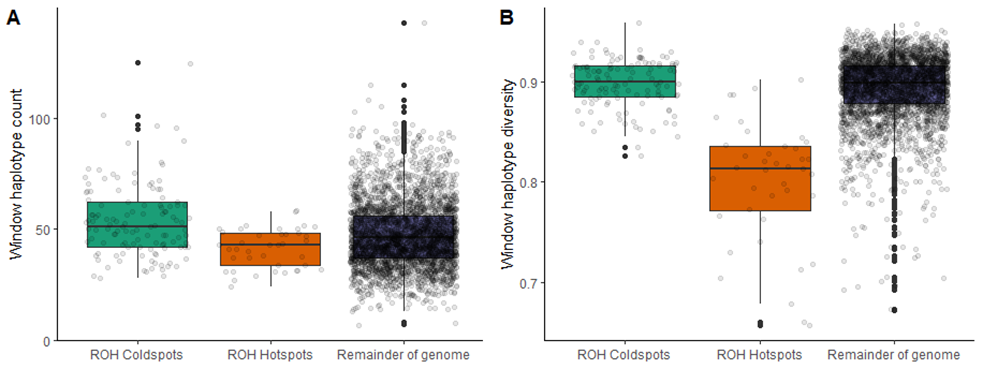 A
Window haplotype count
100
50
0
ROH Coldspots
ROH Hotspots
Remainder of genome
B
Window haplotype diversity
0.9
0.8
0.7
ROH Coldspots
ROH Hotspots
Remainder of genome